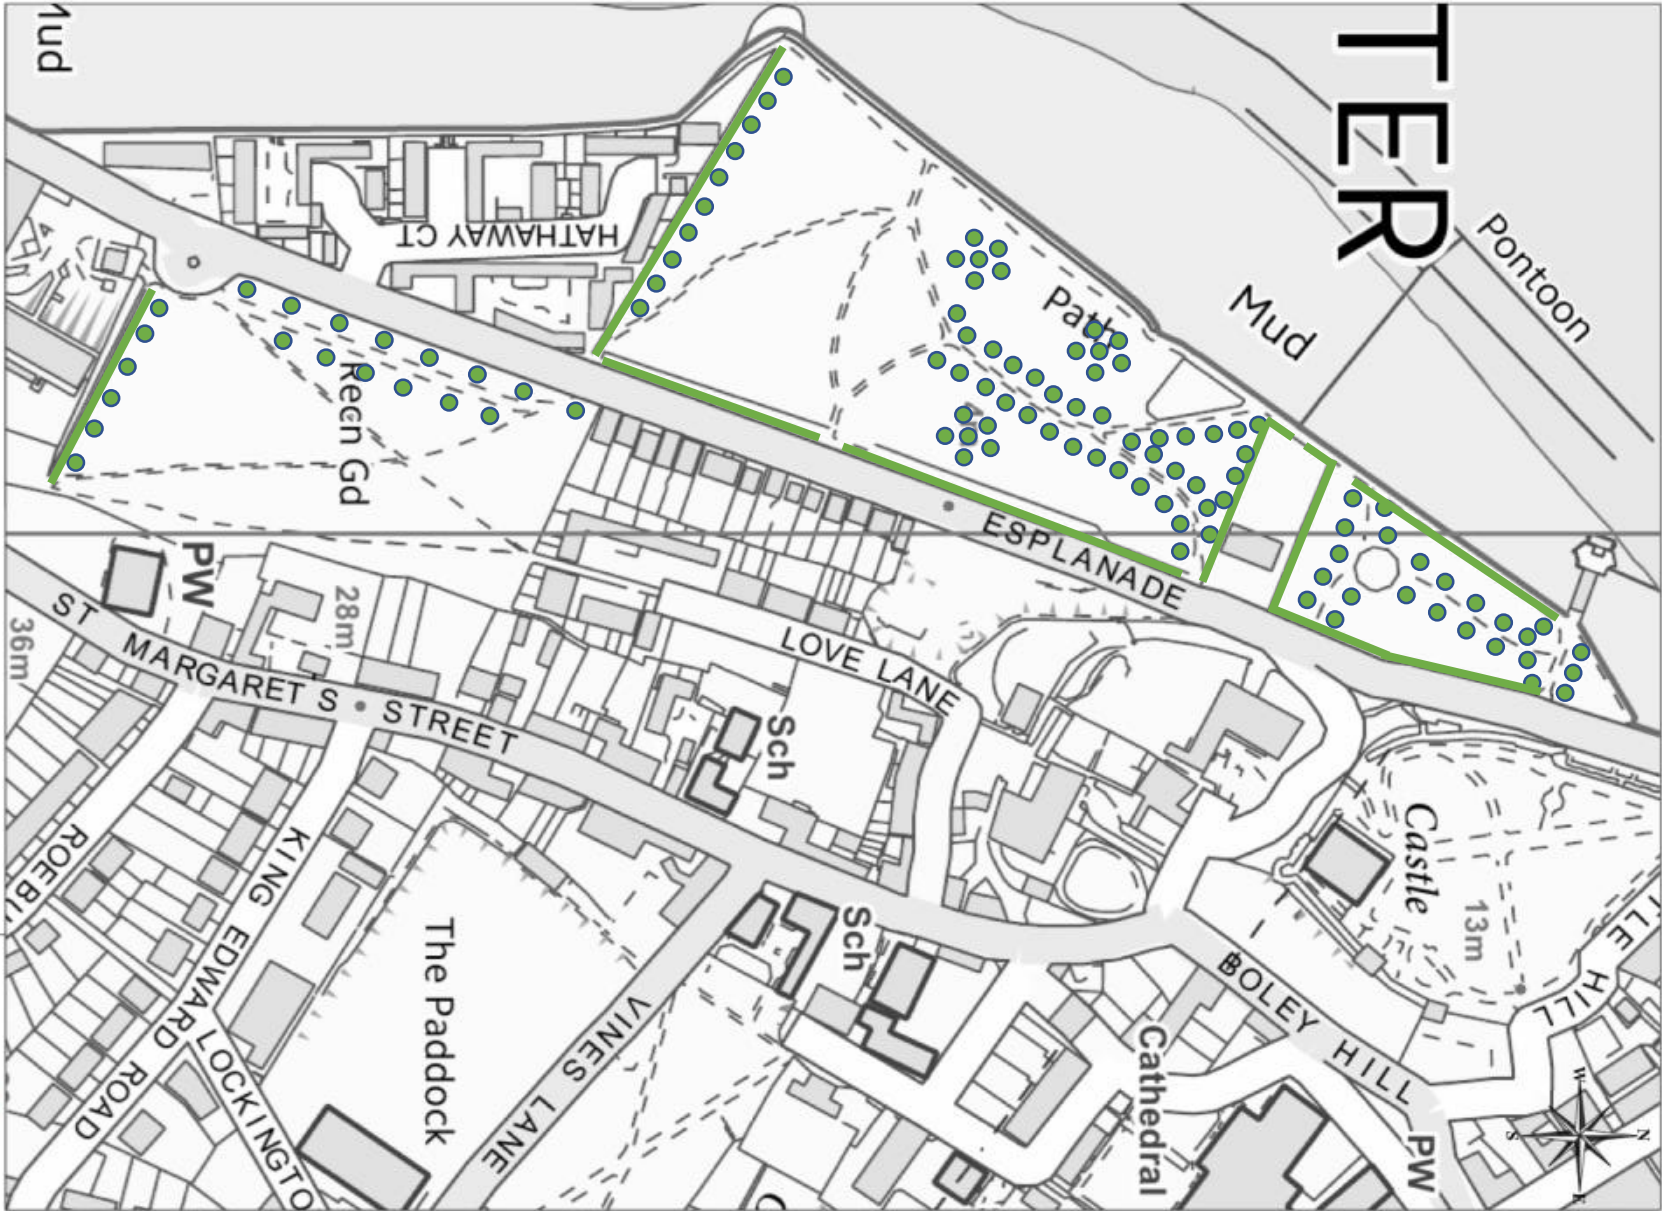 Mud
TER
Pontoon
HATHAWAY CT
Mud
Path
Recn Gd
ESPLANADE
PW
ST MARGARET S STREET
28m
36m
LOVE LANE
Sch
Castle
13m
ROEBU
KING EDWARD ROAD
The Paddock
Sch
VINES LANE
BOLEY HILL
LE HILL
LOCKINGTO
Cathedral
PW
W
S
N
E